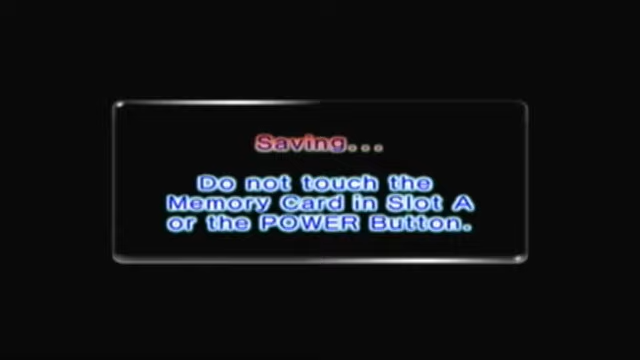 Saving...
Do not touch the
Memory Card in Slot A
or the POWER Button.